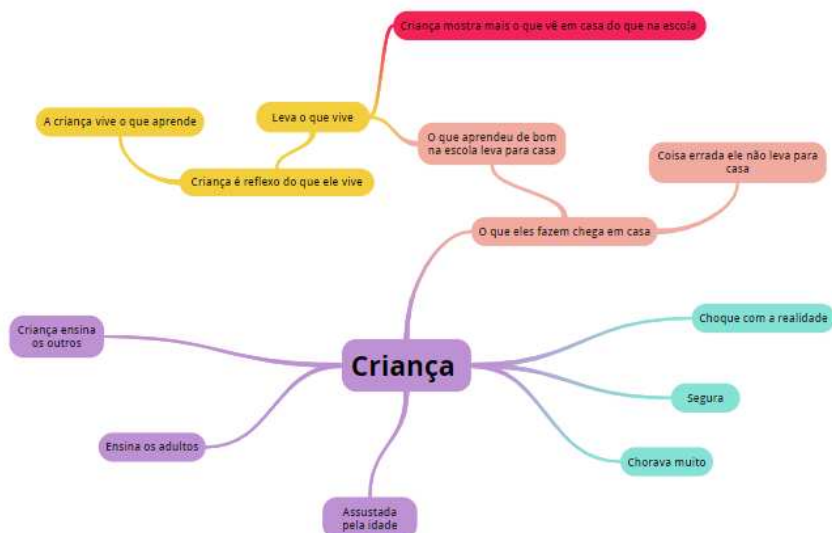 Criança mostra mais o que vê em casa do que na escola
A criança vive o que aprende
Leva o que vive
O que aprendeu de bom
na escola leva para casa
Coisa errada ele não leva para
casa
Criança é reflexo do que ele vive
O que eles fazem chega em casa
Criança ensina
os outros
Choque com a realidade
Criança
Segura
Ensina os adultos
Chorava muito
Assustada
pela idade